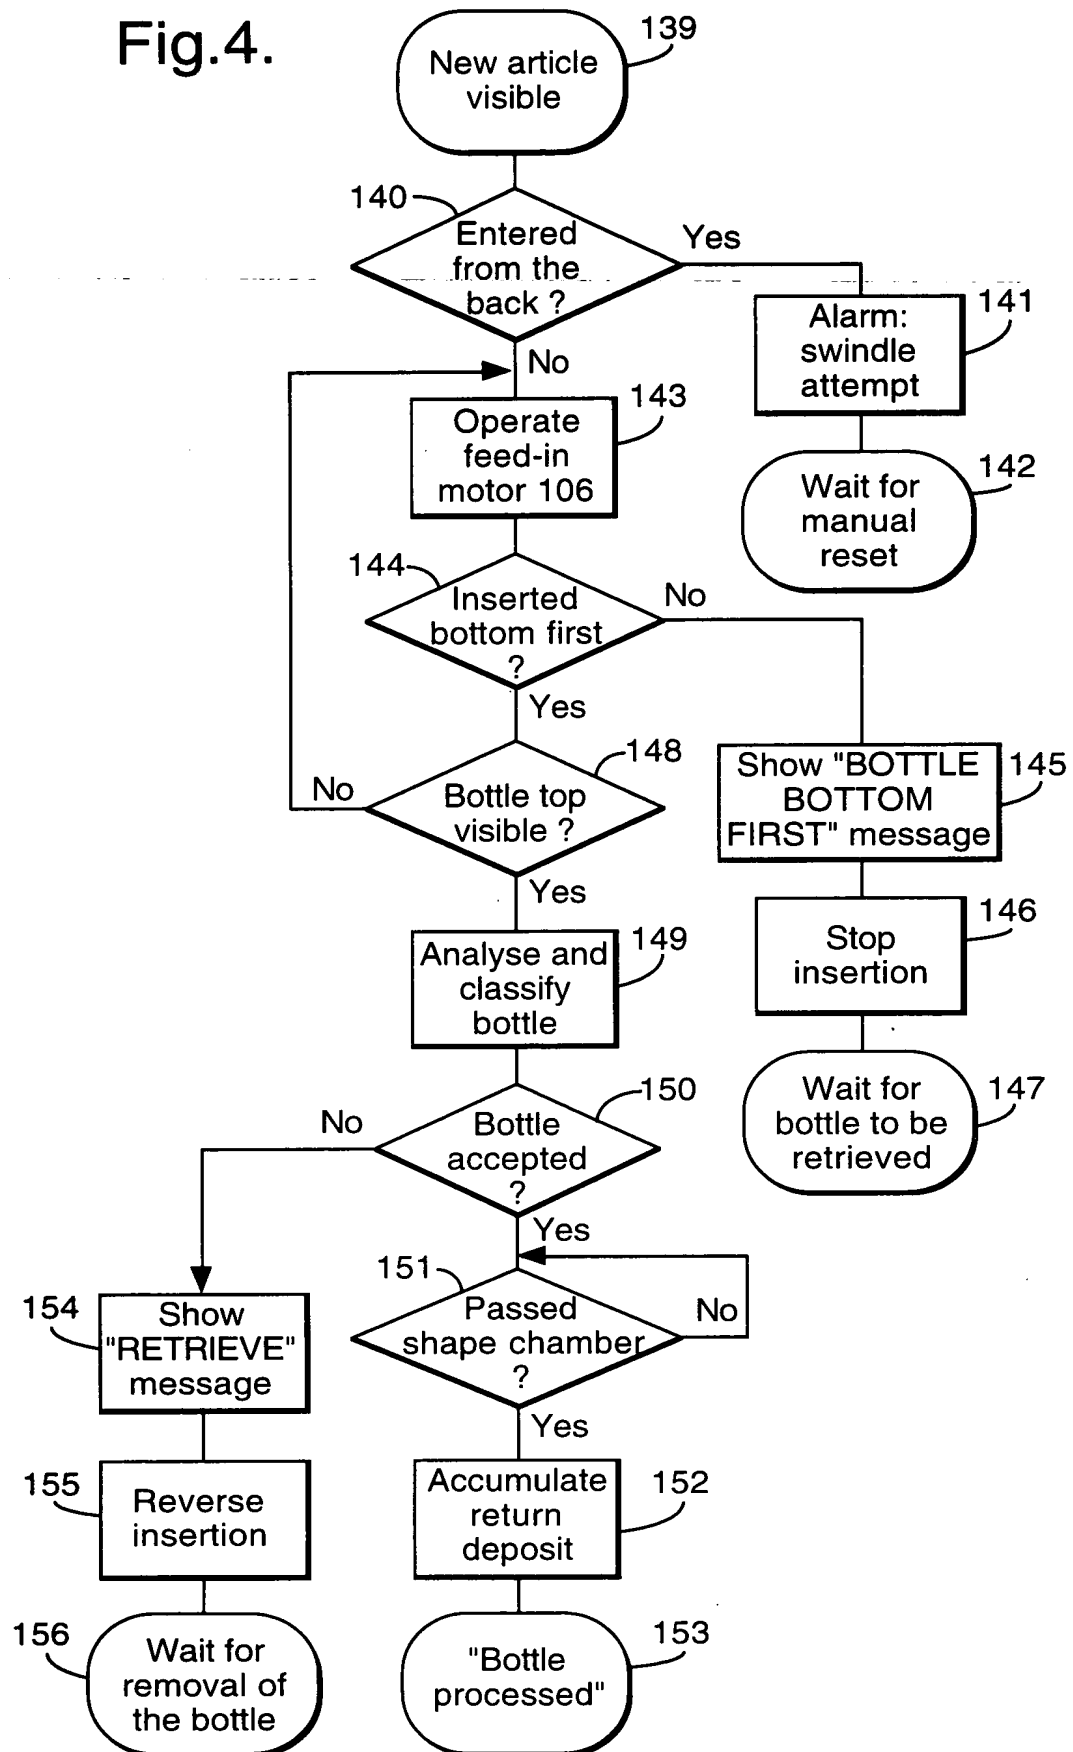 Fig.4.
139
New article
visible
140
Entered
from the
back ?
Yes
141
Alarm:
swindle
attempt
No
143
Operate
feed-in
motor 106
142
Wait for
manual
reset
144
Inserted
bottom first
?
No
Yes
148
Bottle top
visible ?
No
145
Show "BOTTLE
BOTTOM
FIRST" message
Yes
149
Analyse and
classify
bottle
146
Stop
insertion
150
Bottle
accepted
?
No
147
Wait for
bottle to be
retrieved
Yes
151
Passed
shape chamber
?
No
154
Show
"RETRIEVE"
message
Yes
155
Reverse
insertion
152
Accumulate
return
deposit
156
Wait for
removal of
the bottle
153
"Bottle
processed"